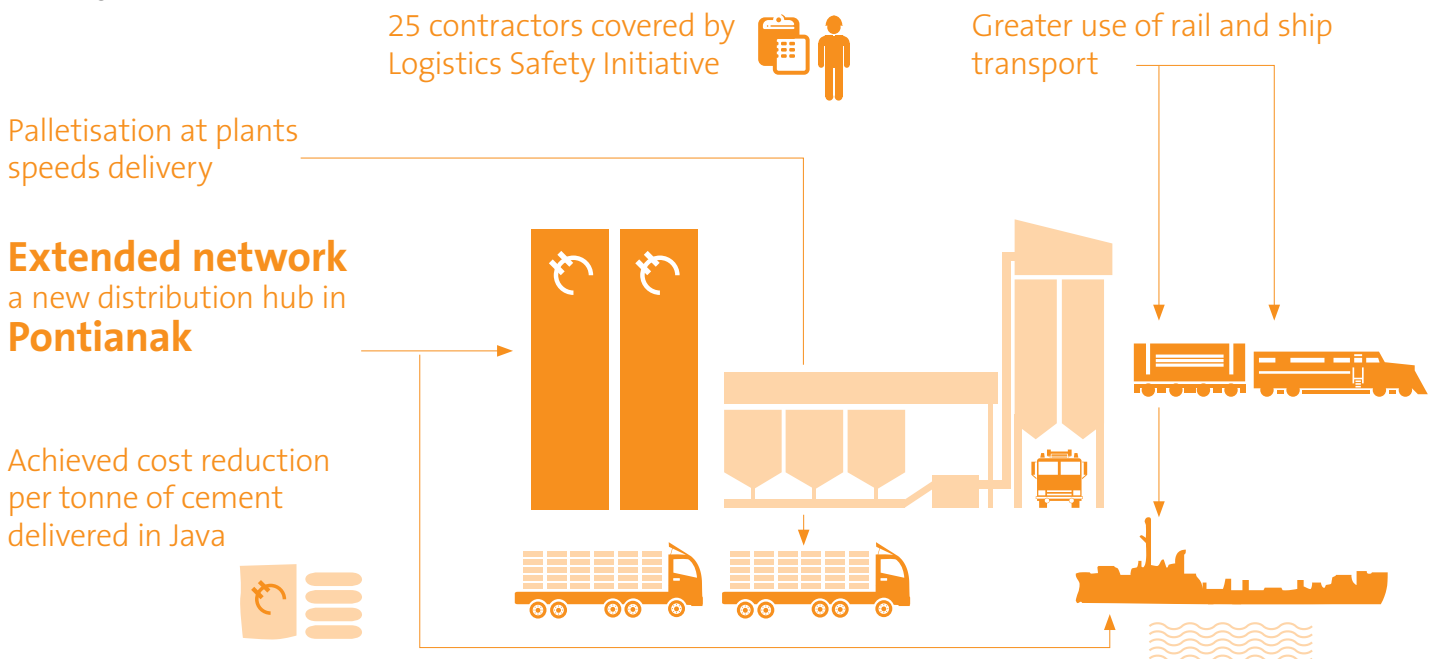 25 contractors covered by
Logistics Safety Initiative
Greater use of rail and ship
transport
Palletisation at plants
speeds delivery
Extended network
a new distribution hub in
Pontianak
Achieved cost reduction
per tonne of cement
delivered in Java